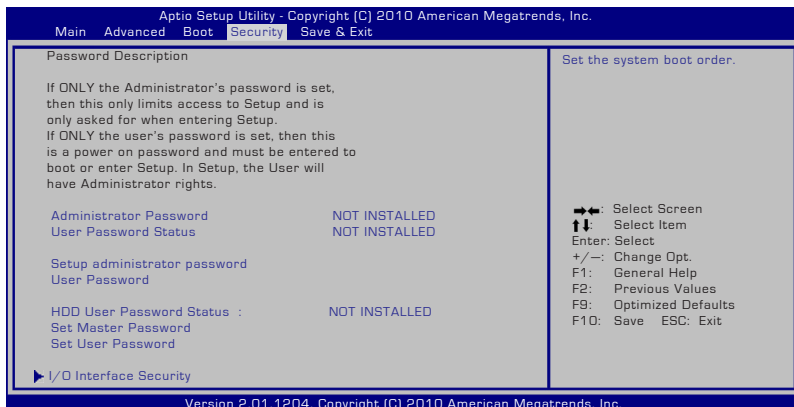 Aptio Setup Utility - Copyright (C) 2010 American Megatrends, Inc.
Main Advanced Boot Security Save & Exit
Password Description
If ONLY the Administrator's password is set,
then this only limits access to Setup and is
only asked for when entering Setup.
If ONLY the user's password is set, then this
is a power on password and must be entered to
boot or enter Setup. In Setup, the User will
have Administrator rights.
Administrator Password NOT INSTALLED
User Password Status NOT INSTALLED
Setup administrator password
User Password
HDD User Password Status : NOT INSTALLED
Set Master Password
Set User Password
I/O Interface Security
Set the system boot order.
→←: Select Screen
↑↓: Select Item
Enter: Select
+/—: Change Opt.
F1: General Help
F2: Previous Values
F9: Optimized Defaults
F10: Save ESC: Exit
Version 2.01.1204. Copyright (C) 2010 American Megatrends, Inc.